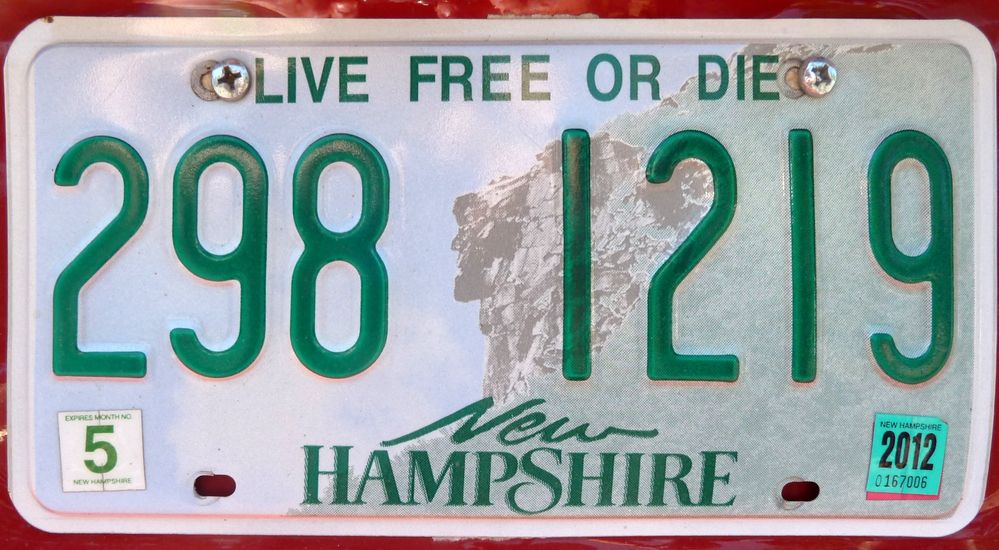 LIVE FREE OR DIE
298 1219
EXPIRES MONTH NO.
5
NEW HAMPSHIRE
New
HAMPSHIRE
NEW HAMPSHIRE
2012
0167006